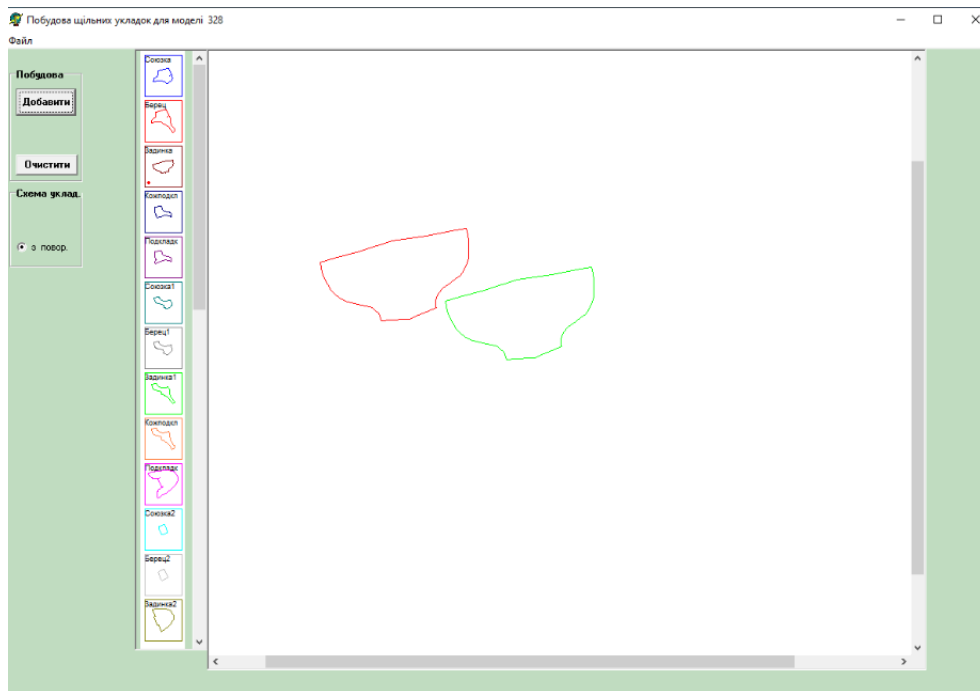 Побудова щільних укладок для моделі 328
Файл
Побудова
Добавити
Очистити
Схема уклад.
з повор.
Союзка
Берец
Задинка
Кожподкл
Подкладк
Союзка1
Берец1
Задинка1
Кожподкл
Подкладк
Союзка2
Берец2
Задинка2